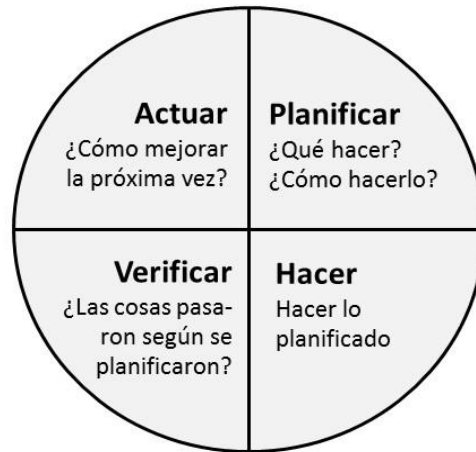 Actuar
¿Cómo mejorar
la próxima vez?
Planificar
¿Qué hacer?
¿Cómo hacerlo?
Verificar
¿Las cosas pasa-
ron según se
planificaron?
Hacer
Hacer lo
planificado